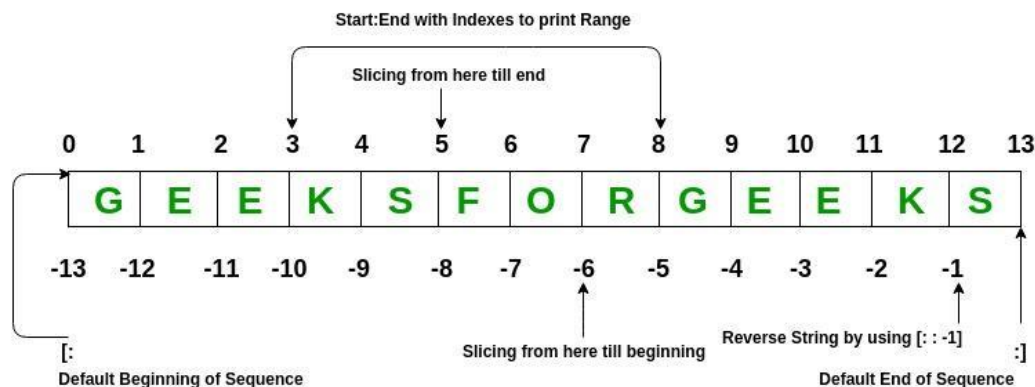 Start:End with Indexes to print Range
Slicing from here till end
0 1 2 3 4 5 6 7 8 9 10 11 12 13
G E E K S F O R G E E K S
-13 -12 -11 -10 -9 -8 -7 -6 -5 -4 -3 -2 -1
Reverse String by using [: : -1]
[: Slicing from here till beginning :]
Default Beginning of Sequence Default End of Sequence